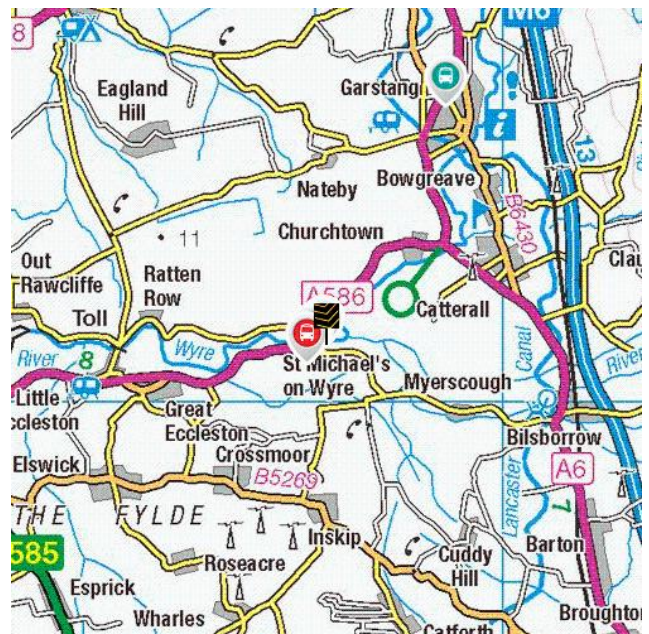 8
M6
Eagland
Hill
Garstang
i
13
Nateby
Bowgreave
B6430
11
Churchtown
Out
Rawcliffe
Ratten
Row
A586
Catterall
Toll
River
8
Wyre
St Michael's
on Wyre
Myerscough
Canal
River
Little
ccleston
Great
Eccleston
Bilsborrow
Elswick
Crossmoor
B5269
Lancaster
A6
7
THE FYLDE
585
Inskip
Roseacre
Cuddy
Hill
Barton
Esprick
Wharles
Catforth
Broughto
Clau